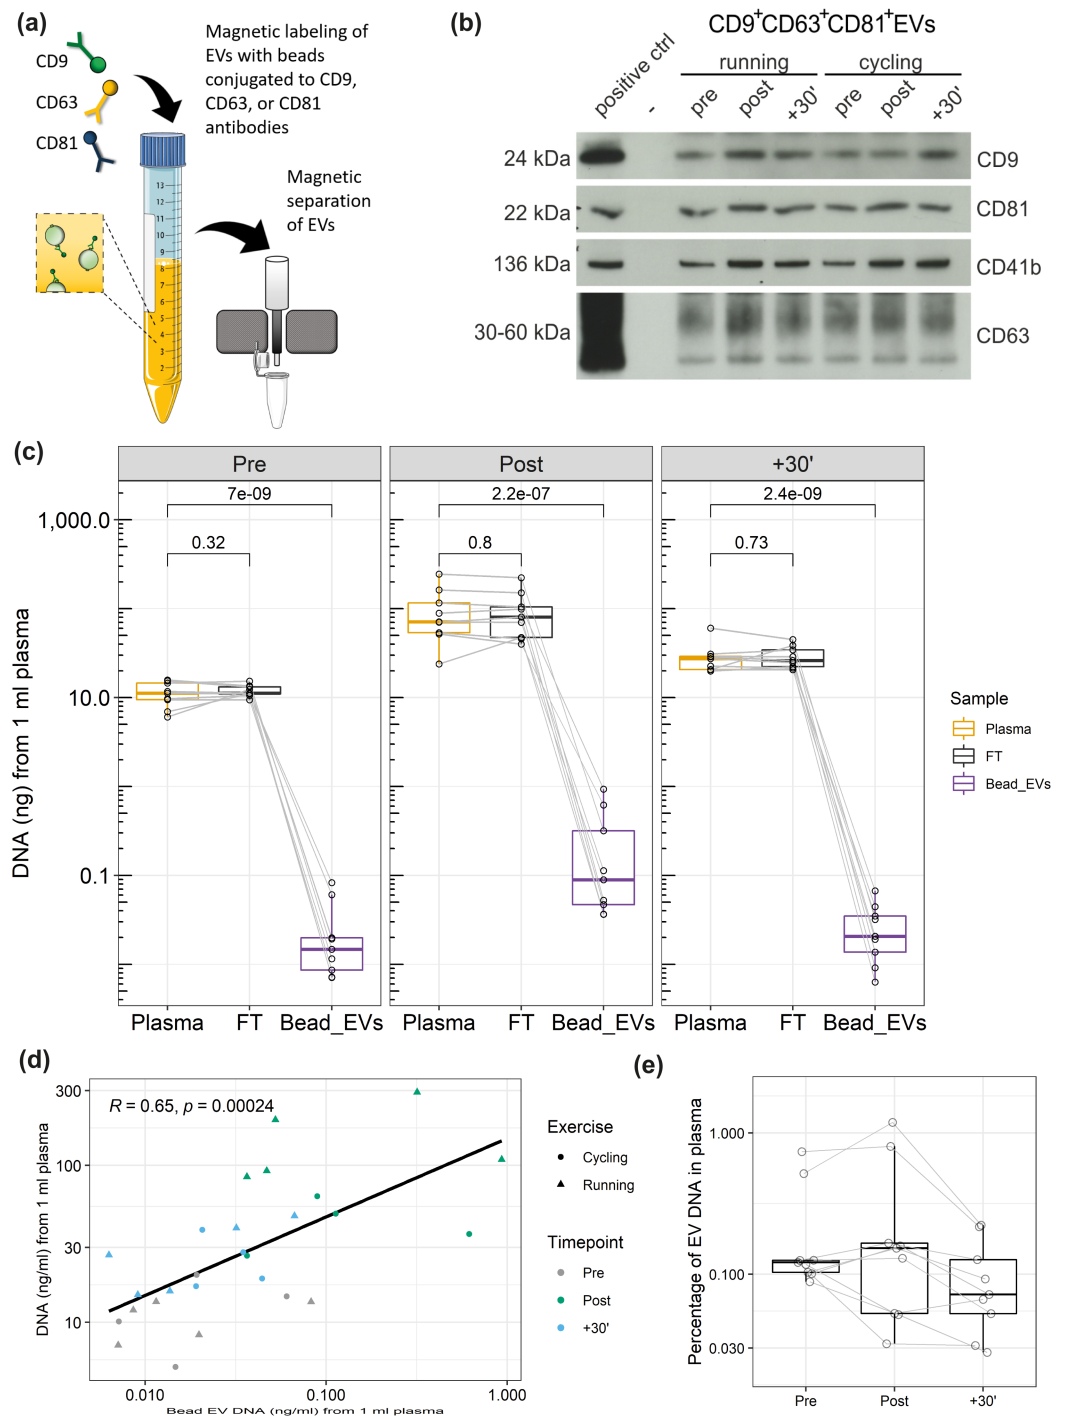 (a)
CD9
CD63
CD81
Magnetic labeling of
EVs with beads
conjugated to CD9,
CD63, or CD81
antibodies
Magnetic
separation
of EVs
13
11
10
9
8
7
6
5
4
3
2
(b)
CD9+CD63+CD81+EVs
running cycling
positive ctrl - pre post +30' pre post +30'
24 kDa CD9
22 kDa CD81
136 kDa CD41b
30-60 kDa CD63
(c)
Pre Post +30'
7e-09 2.2e-07 2.4e-09
0.32 0.8 0.73
1,000.0
10.0
0.1
DNA (ng) from 1 ml plasma
Plasma FT Bead_EVs Plasma FT Bead_EVs Plasma FT Bead_EVs
Sample
Plasma
FT
Bead_EVs
(d)
R = 0.65, p = 0.00024
300
100
30
10
DNA (ng/ml) from 1 ml plasma
0.010 0.100 1.000
Bead EV DNA (ng/ml) from 1 ml plasma
Exercise
Cycling
Running
Timepoint
Pre
Post
+30'
(e)
Percentage of EV DNA in plasma
1.000
0.100
0.030
Pre Post +30'